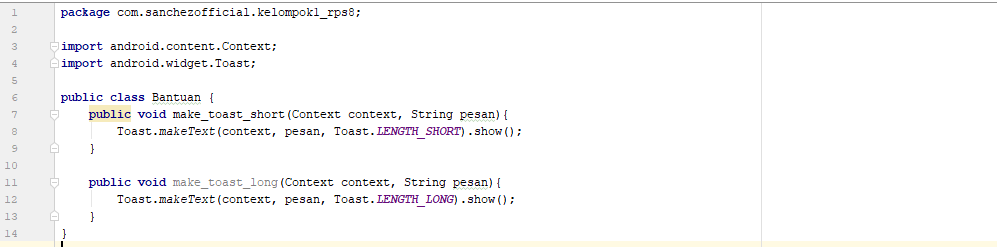 1 package com.sanchezofficial.kelompok1_rps8;
2
3 import android.content.Context;
4 import android.widget.Toast;
5
6 public class Bantuan {
7 public void make_toast_short(Context context, String pesan){
8 Toast.makeText(context, pesan, Toast.LENGTH_SHORT).show();
9 }
10
11 public void make_toast_long(Context context, String pesan){
12 Toast.makeText(context, pesan, Toast.LENGTH_LONG).show();
13 }
14 }